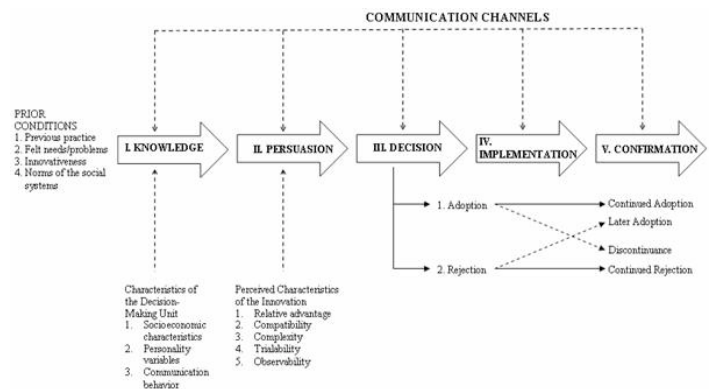 COMMUNICATION CHANNELS
PRIOR
CONDITIONS
1. Previous practice
2. Felt needs/problems
3. Innovativeness
4. Norms of the social
systems
I. KNOWLEDGE
II. PERSUASION
III. DECISION
IV.
IMPLEMENTATION
V. CONFIRMATION
1. Adoption
2. Rejection
Continued Adoption
Later Adoption
Discontinuance
Continued Rejection
Characteristics of
the Decision-
Making Unit
1. Socioeconomic
characteristics
2. Personality
variables
3. Communication
behavior
Perceived Characteristics
of the Innovation
1. Relative advantage
2. Compatibility
3. Complexity
4. Trialability
5. Observability